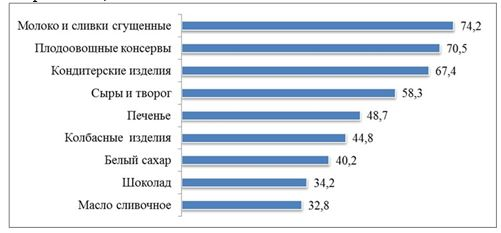 Молоко и сливки сгущенные 74,2
Плодоовошные консервы 70,5
Кондитерские изделия 67,4
Сыры и творог 58,3
Печенье 48,7
Колбасные изделия 44,8
Белый сахар 40,2
Шоколад 34,2
Масло сливочное 32,8